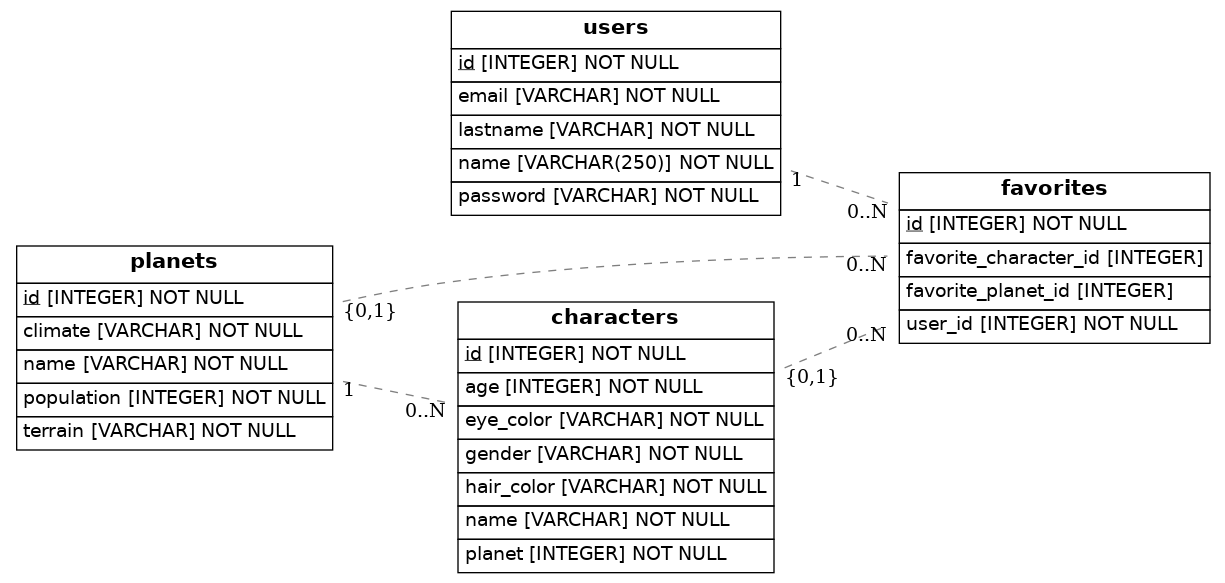 users
id [INTEGER] NOT NULL
email [VARCHAR] NOT NULL
lastname [VARCHAR] NOT NULL
name [VARCHAR(250)] NOT NULL
password [VARCHAR] NOT NULL
1
0..N
favorites
id [INTEGER] NOT NULL
favorite_character_id [INTEGER]
favorite_planet_id [INTEGER]
user_id [INTEGER] NOT NULL
0..N
{0,1}
planets
id [INTEGER] NOT NULL
climate [VARCHAR] NOT NULL
name [VARCHAR] NOT NULL
population [INTEGER] NOT NULL
terrain [VARCHAR] NOT NULL
1
0..N
characters
id [INTEGER] NOT NULL
age [INTEGER] NOT NULL
eye_color [VARCHAR] NOT NULL
gender [VARCHAR] NOT NULL
hair_color [VARCHAR] NOT NULL
name [VARCHAR] NOT NULL
planet [INTEGER] NOT NULL
0..N
{0,1}